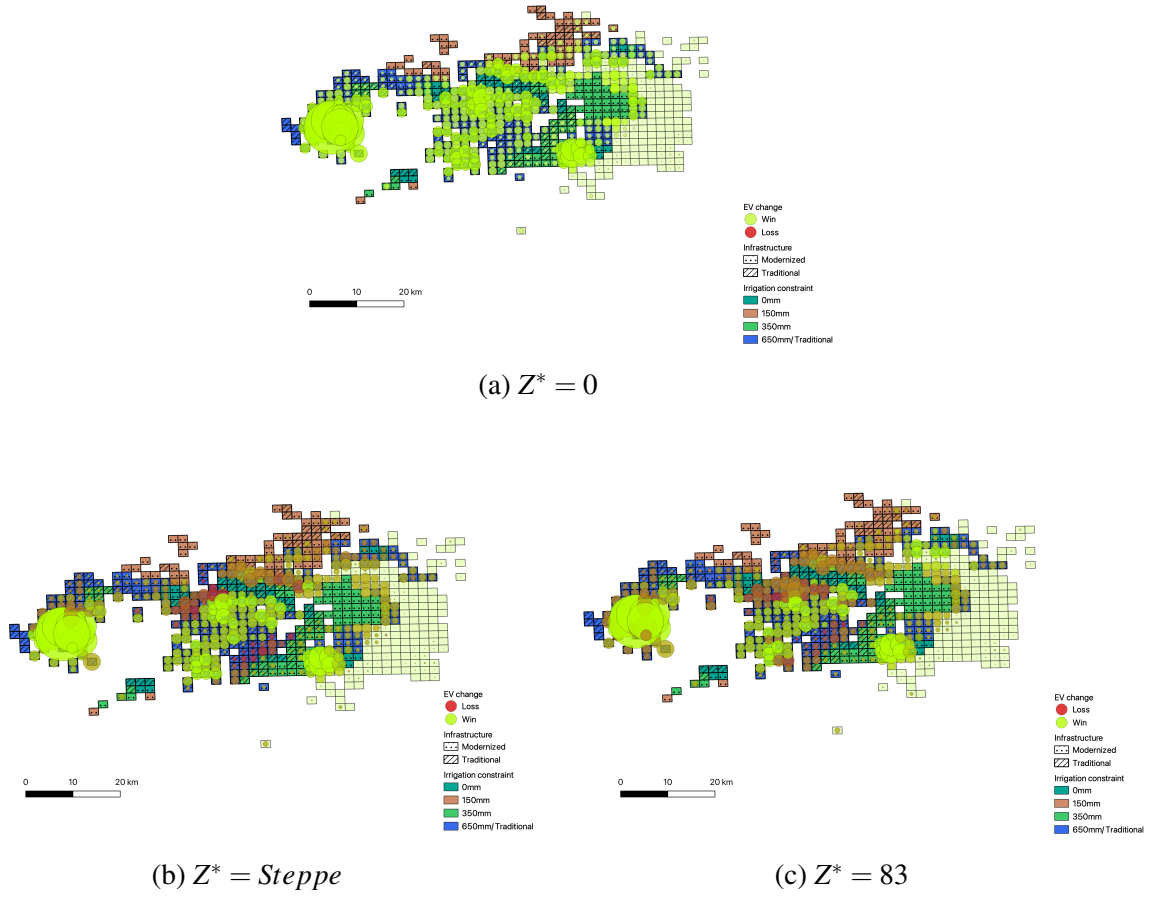 EV change
Win
Loss
Infrastructure
Modernized
Traditional
Irrigation constraint
0mm
150mm
350mm
650mm/Traditional
0 10 20 km
(a) Z* = 0
EV change
Loss
Win
Infrastructure
Modernized
Traditional
Irrigation constraint
0mm
150mm
350mm
650mm/Traditional
0 10 20 km
(b) Z* = Steppe
EV change
Loss
Win
Infrastructure
Modernized
Traditional
Irrigation constraint
0mm
150mm
350mm
650mm/Traditional
0 10 20 km
(c) Z* = 83